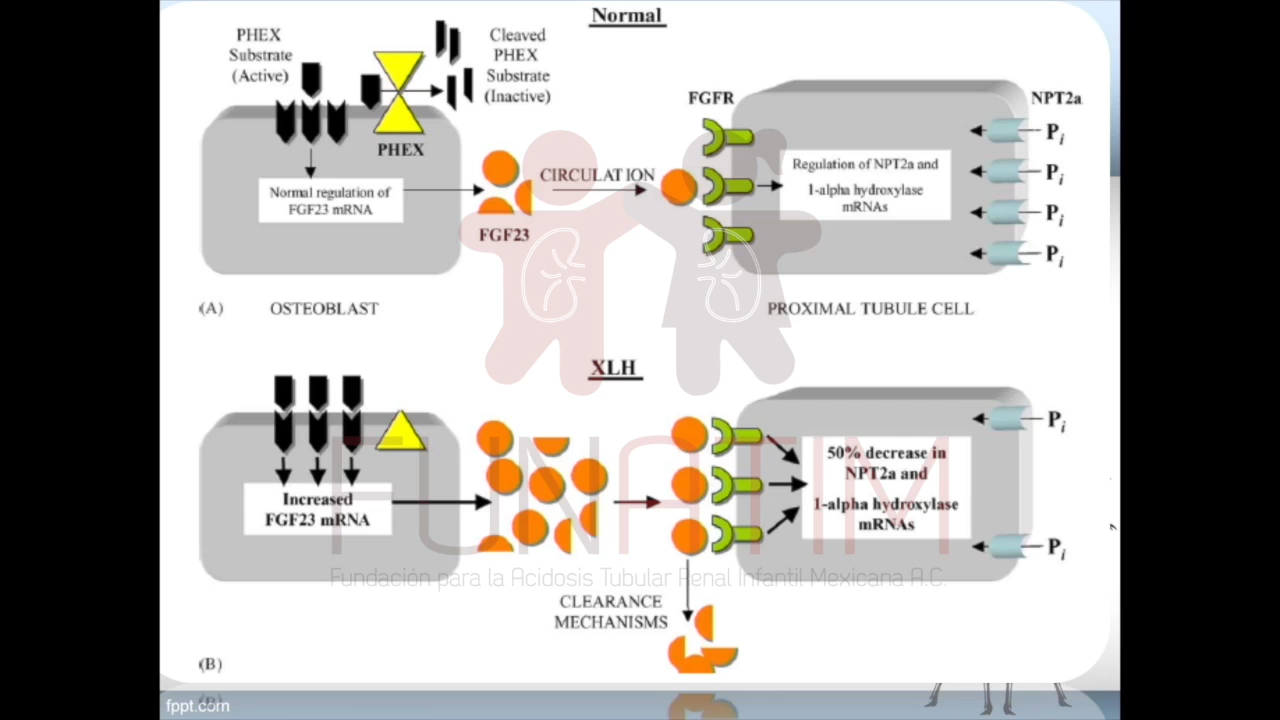 Normal
PHEX
Substrate
(Active)
Cleaved
PHEX
Substrate
(Inactive)
PHEX
Normal regulation of
FGF23 mRNA
FGF23
CIRCULATION
FGFR
NPT2a
Regulation of NPT2a and
1-alpha hydroxylase
mRNAs
Pi
Pi
Pi
Pi
(A)
OSTEOBLAST
PROXIMAL TUBULE CELL
XLH
Increased
FGF23 mRNA
50% decrease in
NPT2a and
1-alpha hydroxylase
mRNAs
Pi
Pi
FUNATIM
Fundación para la Acidosis Tubular Renal Infantil Mexicana A.C.
CLEARANCE
MECHANISMS
(B)
fppt.com